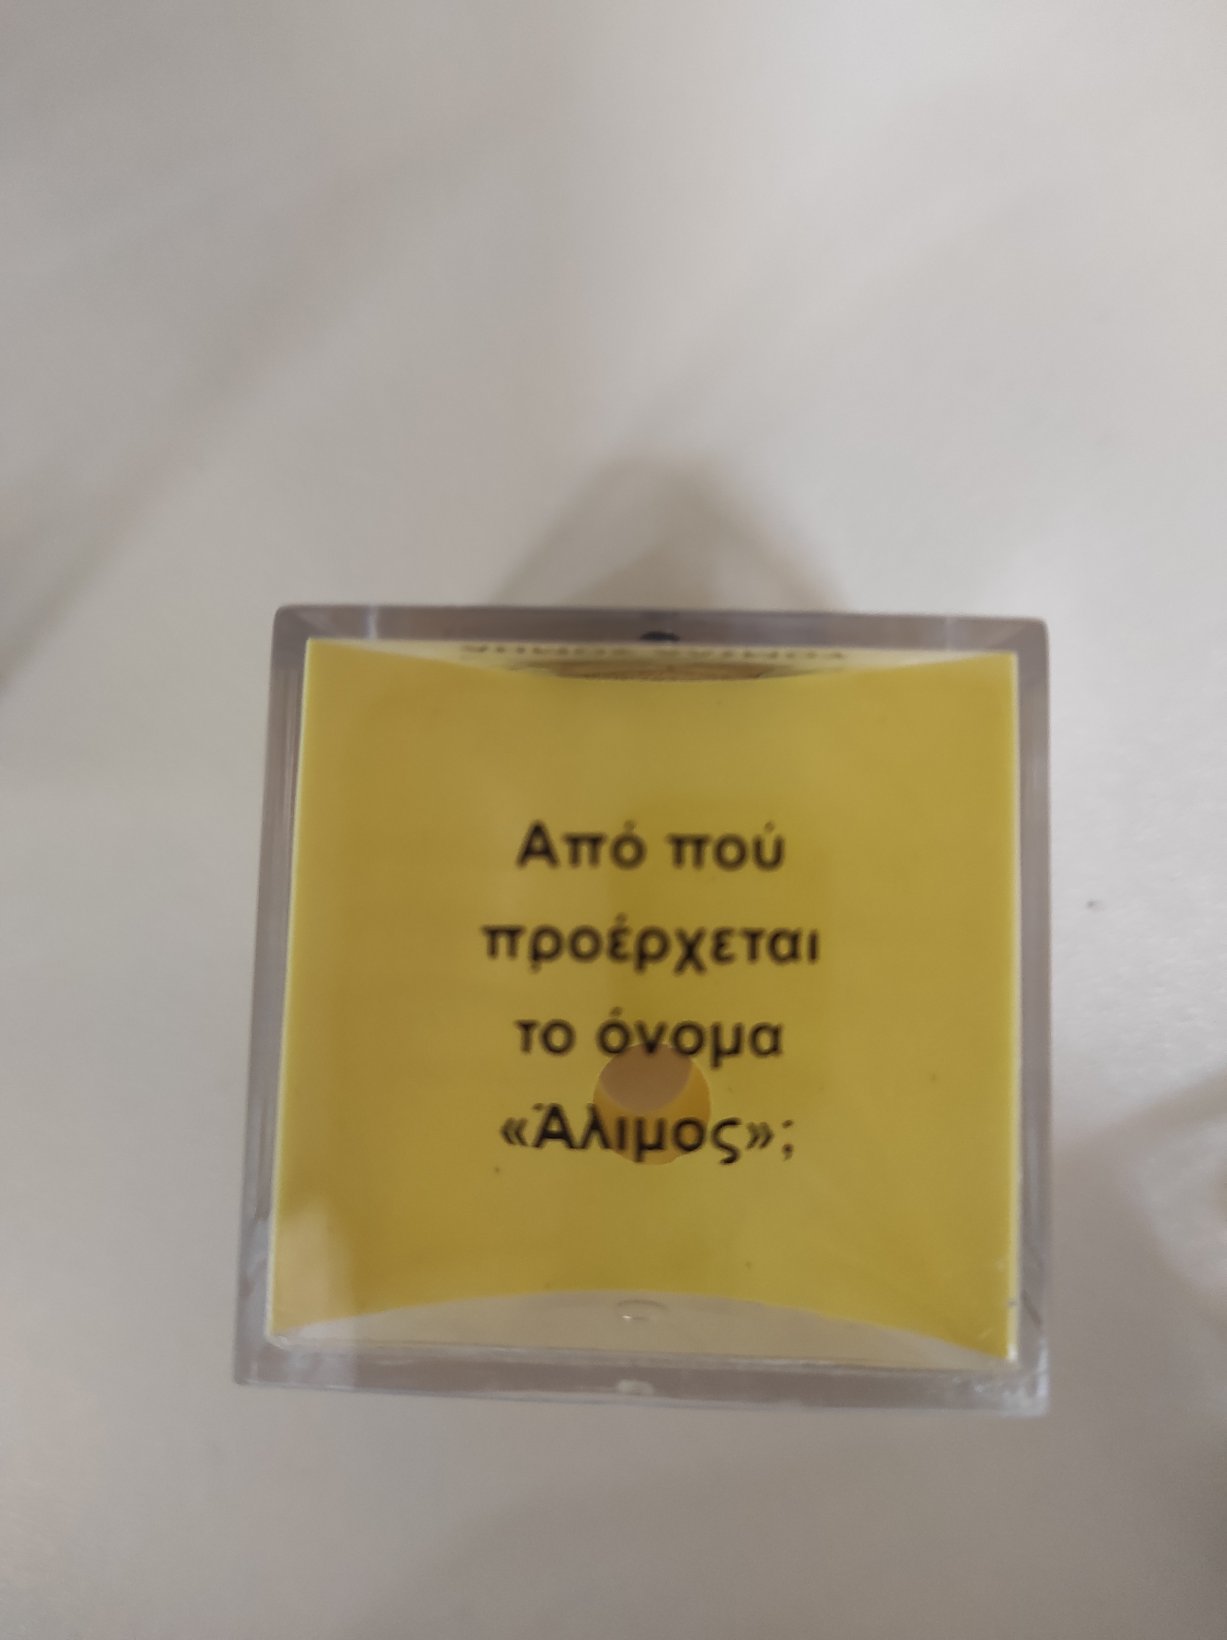 Από πού
προέρχεται
το όνομα
«Άλιμος»;